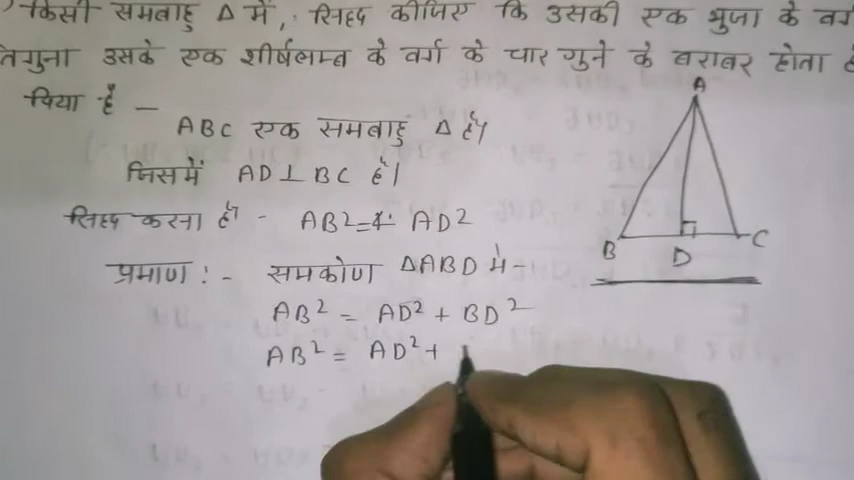 किसी समबाहु Δ में, सिद्ध कीजिए कि उसकी एक भुजा के वर्ग
तिगुना उसके एक शीर्षलम्ब के वर्ग के चार गुने के बराबर होता है
दिया है —
ABC एक समबाहु Δ है।
जिसमें AD⊥BC है।
सिद्ध करना है - AB²=4· AD²
प्रमाण :- समकोण ΔABD में-
AB² = AD² + BD²
AB² = AD² +
A
B
D
C